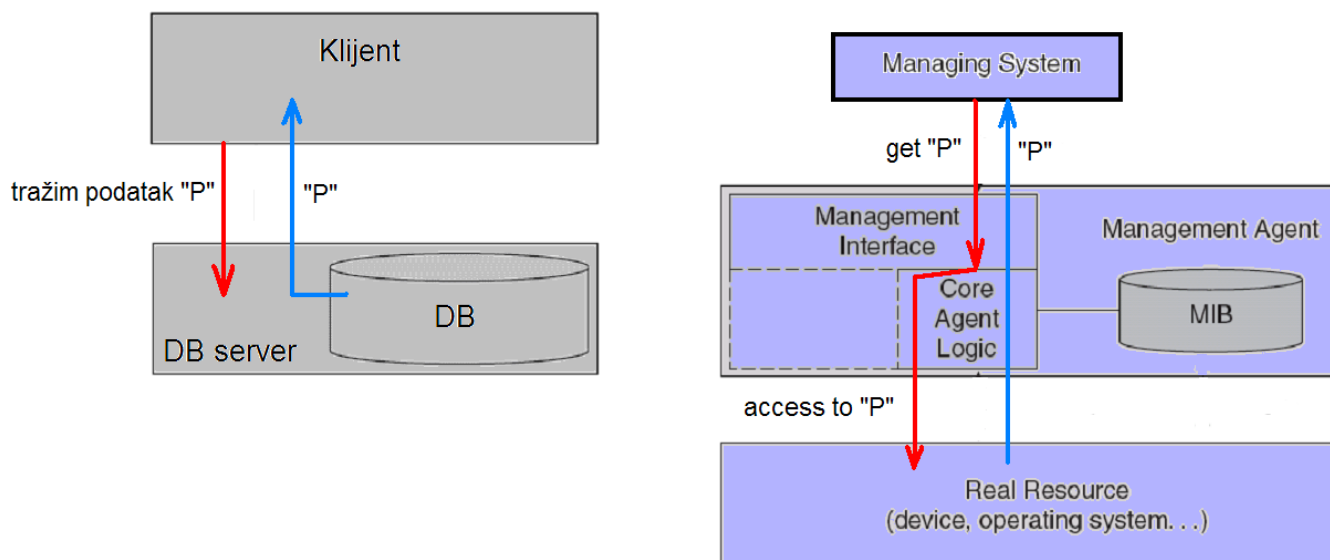 Klijent
tražim podatak "P"
"P"
DB
DB server
Managing System
get "P"
"P"
Management
Interface
Management Agent
Core
Agent
Logic
MIB
access to "P"
Real Resource
(device, operating system. . .)